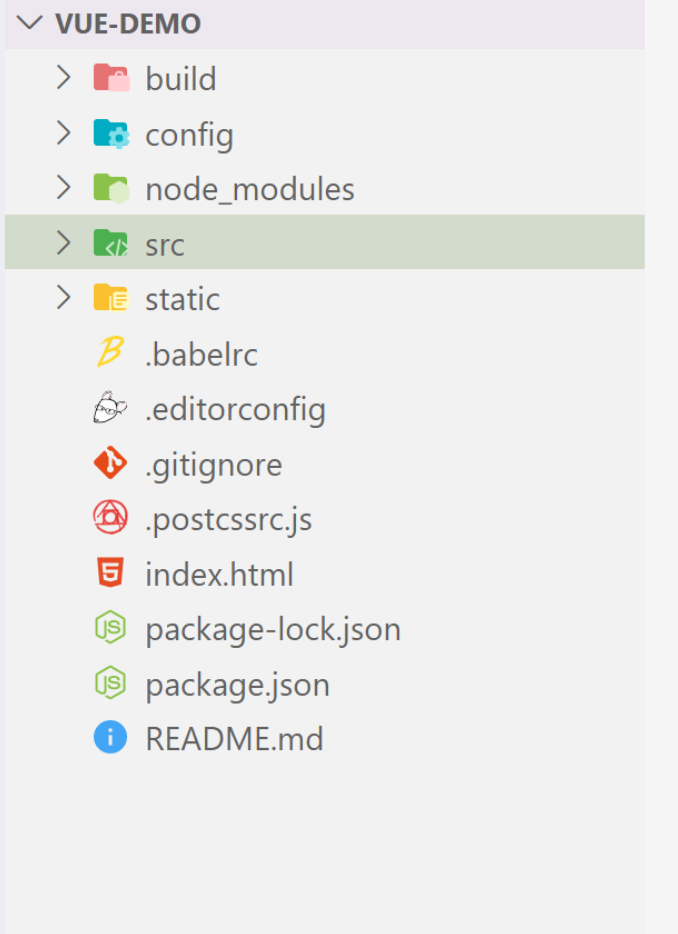 VUE-DEMO
build
config
node_modules
src
static
.babelrc
.editorconfig
.gitignore
.postcssrc.js
index.html
package-lock.json
package.json
README.md